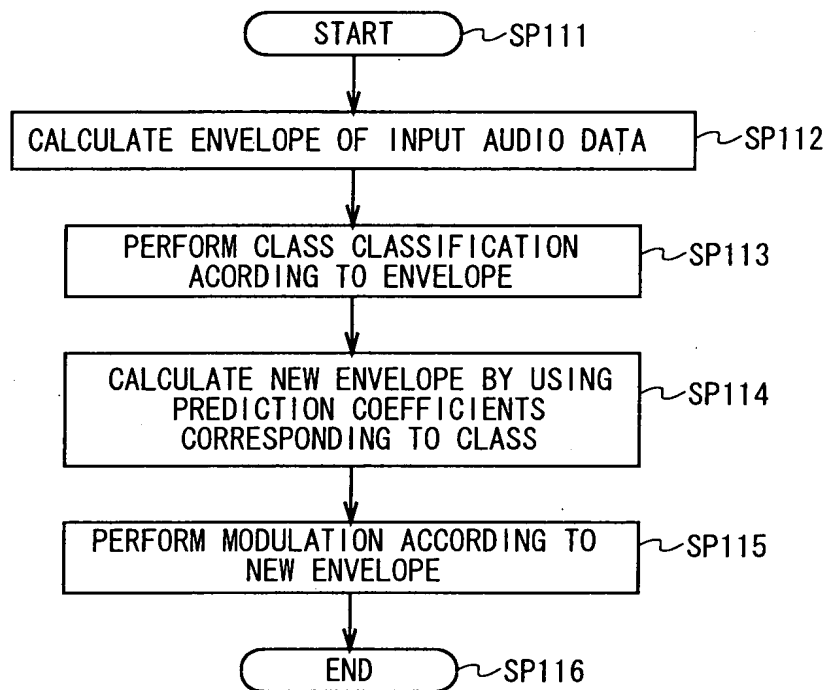 START
SP111
CALCULATE ENVELOPE OF INPUT AUDIO DATA
SP112
PERFORM CLASS CLASSIFICATION
ACORDING TO ENVELOPE
SP113
CALCULATE NEW ENVELOPE BY USING
PREDICTION COEFFICIENTS
CORRESPONDING TO CLASS
SP114
PERFORM MODULATION ACCORDING TO
NEW ENVELOPE
SP115
END
SP116